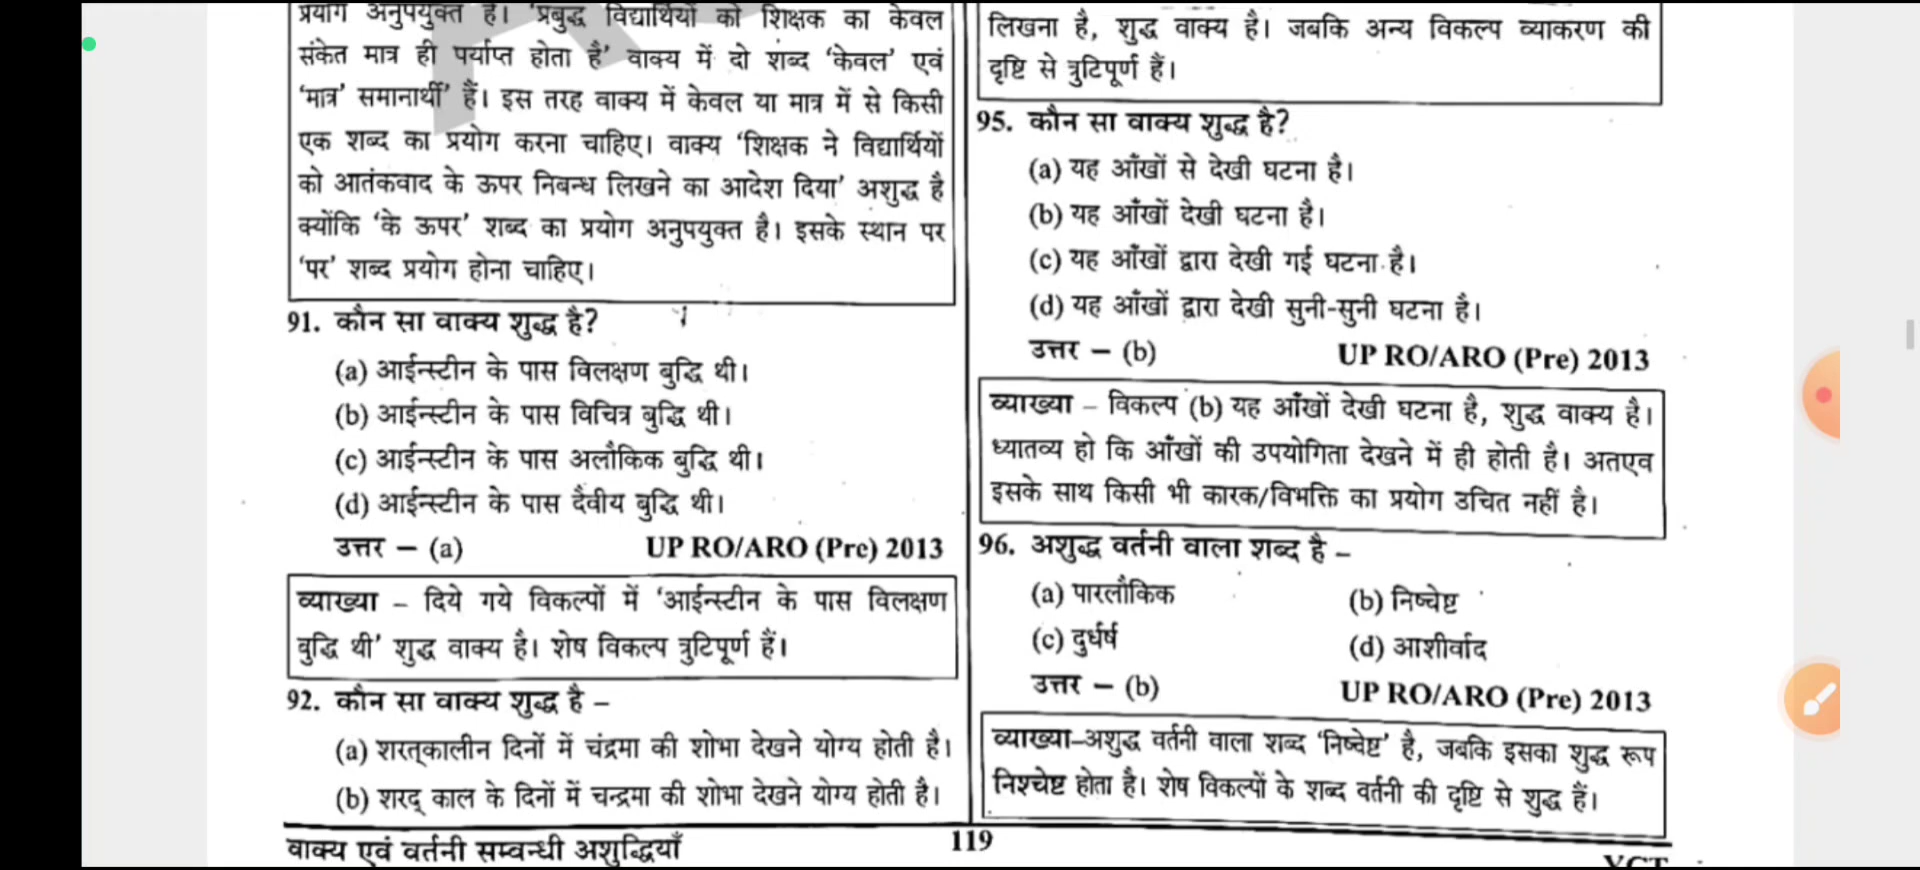 प्रयोग अनुपयुक्त है। 'प्रबुद्ध विद्यार्थियों को शिक्षक का केवल
संकेत मात्र ही पर्याप्त होता है' वाक्य में दो शब्द 'केवल' एवं
'मात्र' समानार्थी' हैं। इस तरह वाक्य में केवल या मात्र में से किसी
एक शब्द का प्रयोग करना चाहिए। वाक्य 'शिक्षक ने विद्यार्थियों
को आतंकवाद के ऊपर निबन्ध लिखने का आदेश दिया' अशुद्ध है
क्योंकि 'के ऊपर' शब्द का प्रयोग अनुपयुक्त है। इसके स्थान पर
'पर' शब्द प्रयोग होना चाहिए।
91. कौन सा वाक्य शुद्ध है?
(a) आईन्स्टीन के पास विलक्षण बुद्धि थी।
(b) आईन्स्टीन के पास विचित्र बुद्धि थी।
(c) आईन्स्टीन के पास अलौकिक बुद्धि थी।
(d) आईन्स्टीन के पास दैवीय बुद्धि थी।
उत्तर – (a) UP RO/ARO (Pre) 2013
व्याख्या – दिये गये विकल्पों में 'आईन्स्टीन के पास विलक्षण
बुद्धि थी' शुद्ध वाक्य है। शेष विकल्प त्रुटिपूर्ण हैं।
92. कौन सा वाक्य शुद्ध है –
(a) शरत्कालीन दिनों में चंद्रमा की शोभा देखने योग्य होती है।
(b) शरद् काल के दिनों में चन्द्रमा की शोभा देखने योग्य होती है।
लिखना है, शुद्ध वाक्य है। जबकि अन्य विकल्प व्याकरण की
दृष्टि से त्रुटिपूर्ण हैं।
95. कौन सा वाक्य शुद्ध है?
(a) यह आँखों से देखी घटना है।
(b) यह आँखों देखी घटना है।
(c) यह आँखों द्वारा देखी गई घटना है।
(d) यह आँखों द्वारा देखी सुनी-सुनी घटना है।
उत्तर – (b) UP RO/ARO (Pre) 2013
व्याख्या – विकल्प (b) यह आँखों देखी घटना है, शुद्ध वाक्य है।
ध्यातव्य हो कि आँखों की उपयोगिता देखने में ही होती है। अतएव
इसके साथ किसी भी कारक/विभक्ति का प्रयोग उचित नहीं है।
96. अशुद्ध वर्तनी वाला शब्द है –
(a) पारलौकिक (b) निष्चेष्ट
(c) दुर्धर्ष (d) आशीर्वाद
उत्तर – (b) UP RO/ARO (Pre) 2013
व्याख्या–अशुद्ध वर्तनी वाला शब्द 'निष्चेष्ट' है, जबकि इसका शुद्ध रूप
निश्चेष्ट होता है। शेष विकल्पों के शब्द वर्तनी की दृष्टि से शुद्ध हैं।
वाक्य एवं वर्तनी सम्बन्धी अशुद्धियाँ 119 YCT